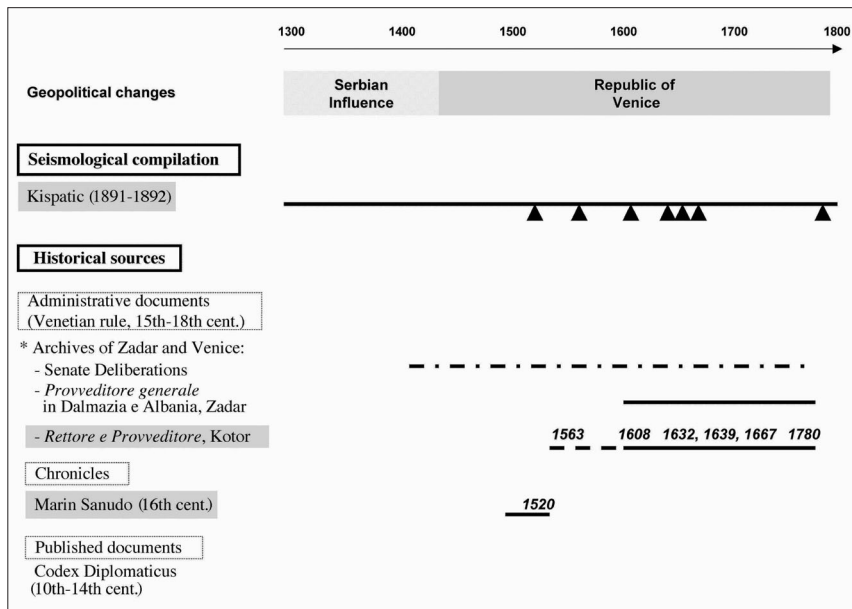 1300 1400 1500 1600 1700 1800
Geopolitical changes
Serbian
Influence
Republic of
Venice
Seismological compilation
Kispatic (1891-1892)
Historical sources
Administrative documents
(Venetian rule, 15th-18th cent.)
* Archives of Zadar and Venice:
- Senate Deliberations
- Provveditore generale
in Dalmazia e Albania, Zadar
- Rettore e Provveditore, Kotor
1563 1608 1632, 1639, 1667 1780
Chronicles
Marin Sanudo (16th cent.)
1520
Published documents
Codex Diplomaticus
(10th-14th cent.)